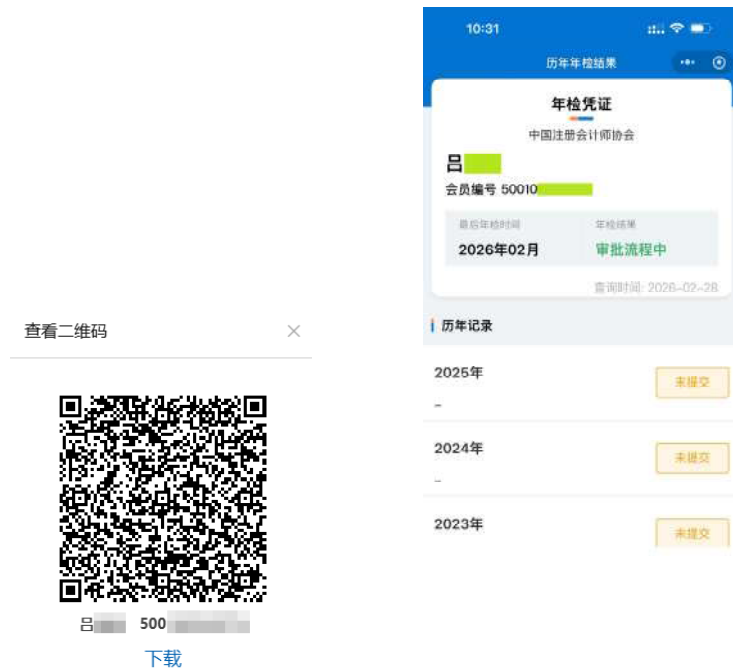 查看二维码
吕 500
下载
10:31
历年年检结果
年检凭证
中国注册会计师协会
吕
会员编号 50010
最后年检时间 年检结果
2026年02月 审批流程中
查询时间: 2026-02-28
历年记录
2025年 未提交
-
2024年 未提交
-
2023年 未提交